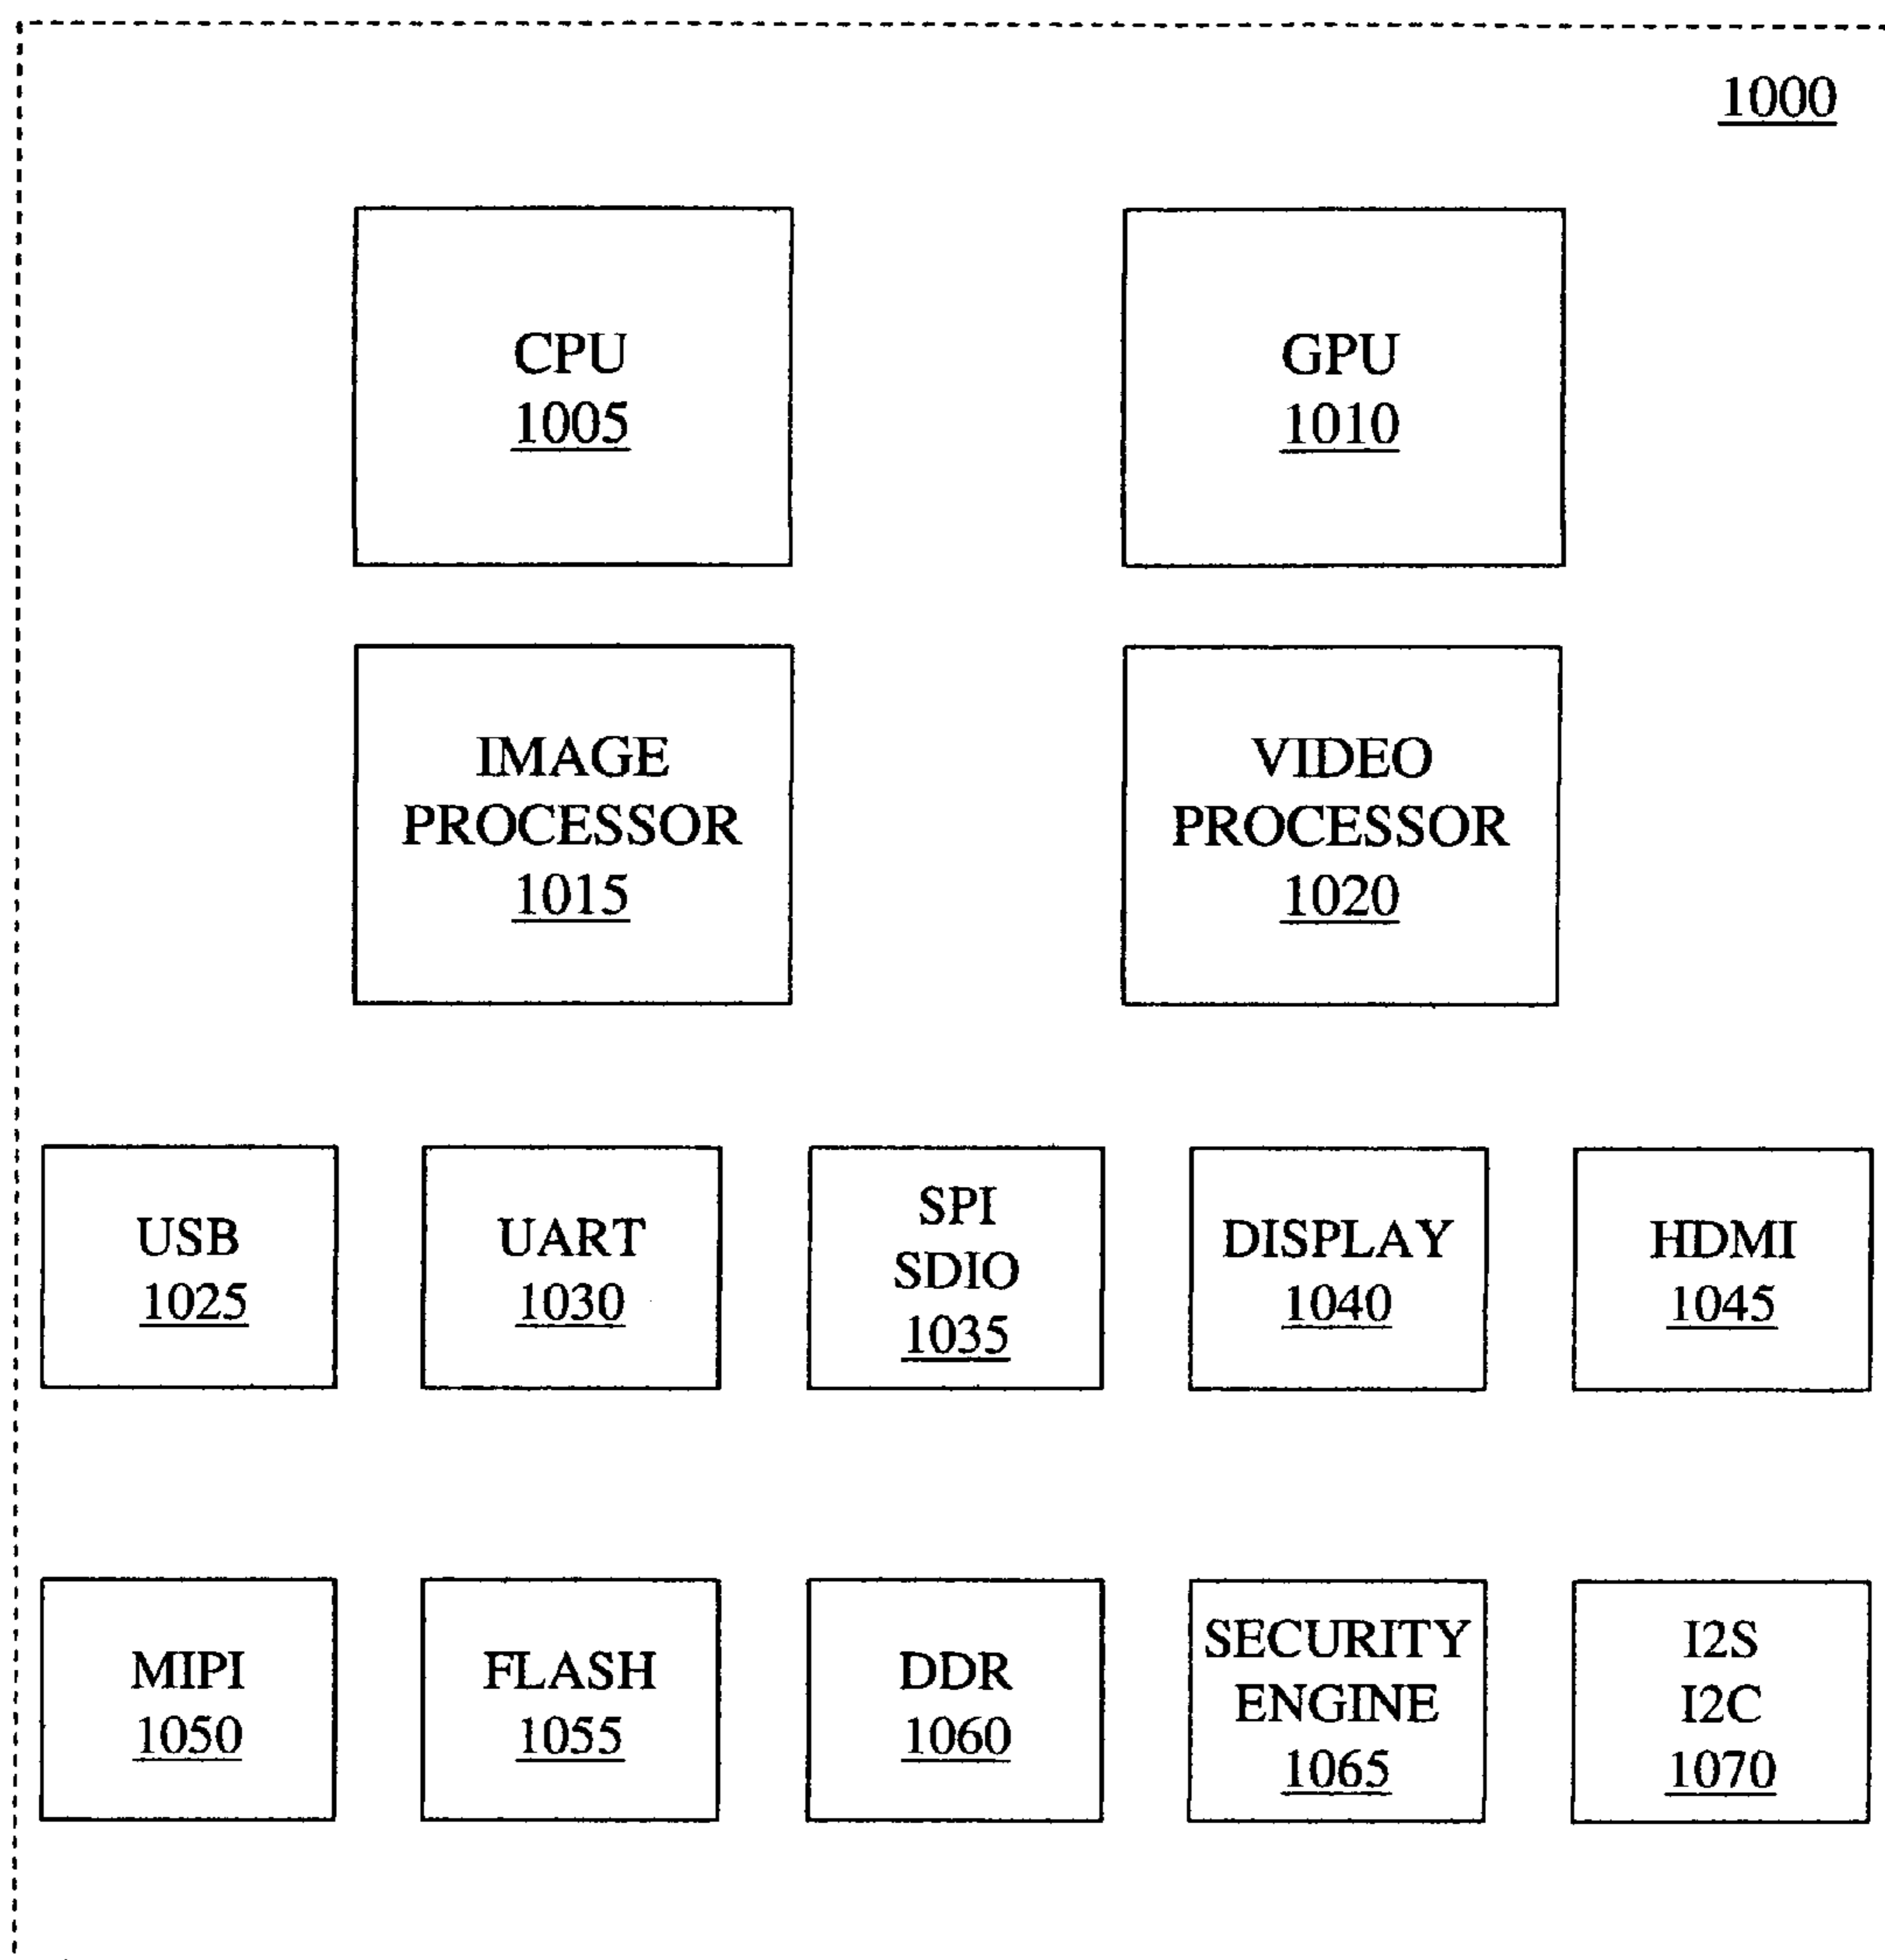 1000
CPU
1005
GPU
1010
IMAGE
PROCESSOR
1015
VIDEO
PROCESSOR
1020
USB
1025
UART
1030
SPI
SDIO
1035
DISPLAY
1040
HDMI
1045
MIPI
1050
FLASH
1055
DDR
1060
SECURITY
ENGINE
1065
I2S
I2C
1070